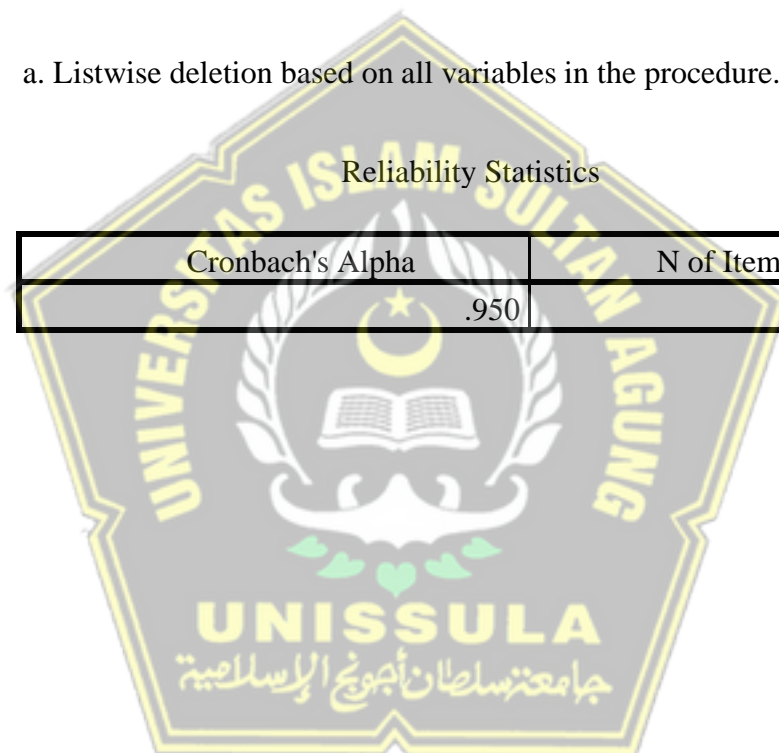 a. Listwise deletion based on all variables in the procedure.
Reliability Statistics
Cronbach's Alpha N of Item
.950
UNIVERSITAS ISLAM SULTAN AGUNG
UNISSULA
جامعة سلطان أجونج الإسلامية